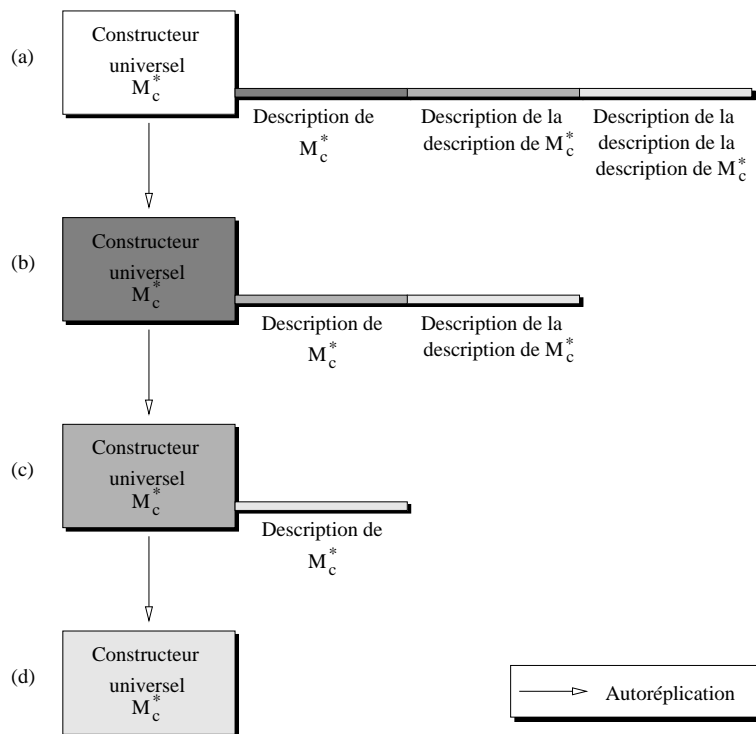 (a)
Constructeur
universel
M*c
Description de
M*c
Description de la
description de M*c
Description de la
description de la
description de M*c
(b)
Constructeur
universel
M*c
Description de
M*c
Description de la
description de M*c
(c)
Constructeur
universel
M*c
Description de
M*c
(d)
Constructeur
universel
M*c
Autoréplication